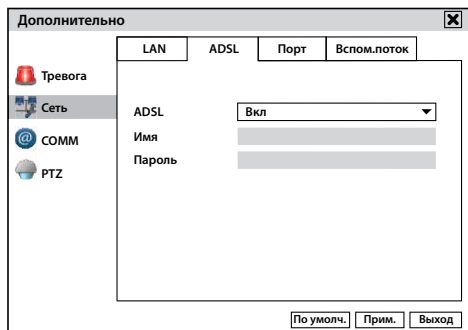 Дополнительно
LAN ADSL Порт Вспом.поток
Тревога
Сеть
COMM
PTZ
ADSL Вкл
Имя
Пароль
По умолч. Прим. Выход